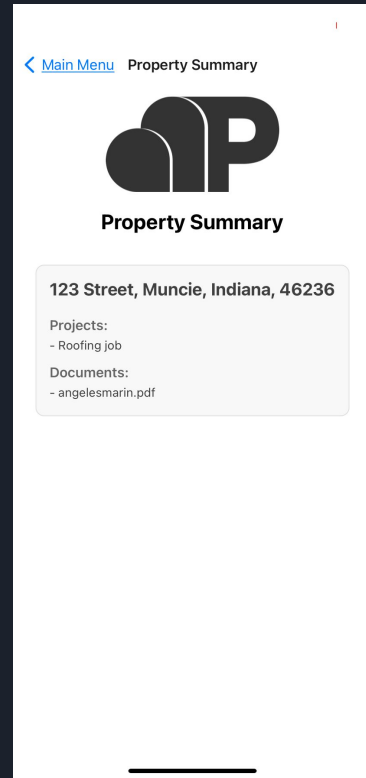 Main Menu Property Summary
P
Property Summary
123 Street, Muncie, Indiana, 46236
Projects:
- Roofing job
Documents:
- angelesmarin.pdf